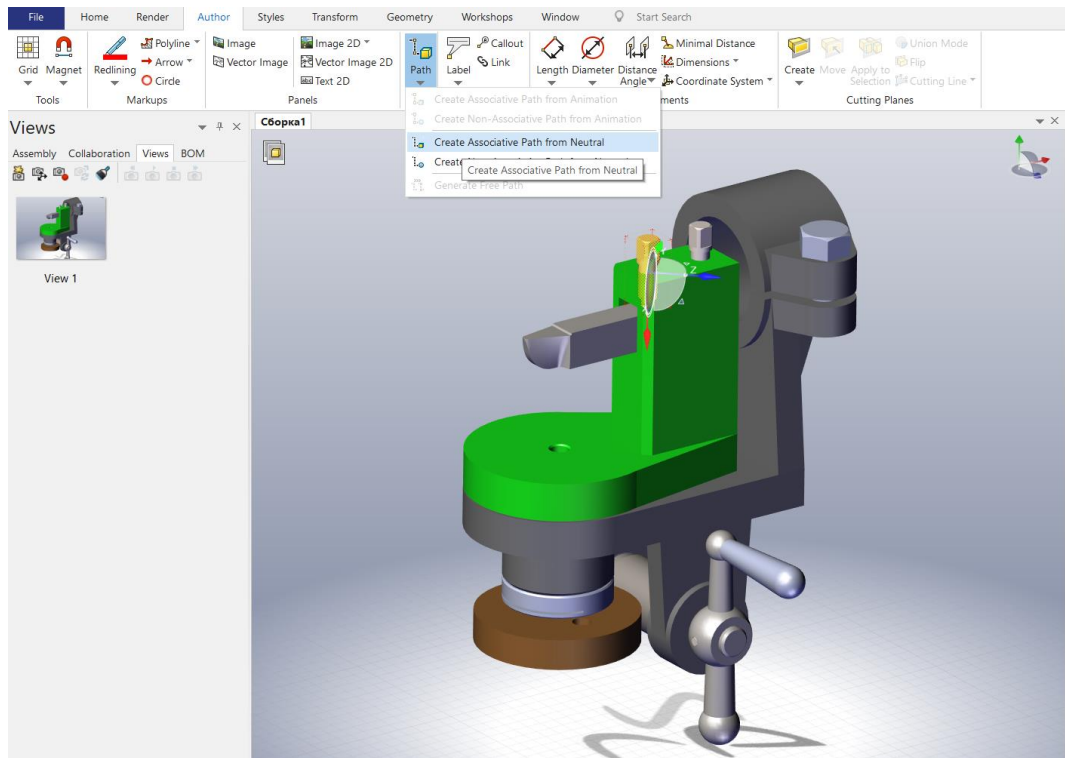 File Home Render Author Styles Transform Geometry Workshops Window Start Search
Grid Magnet Redlining Polyline Arrow Circle
Image Vector Image Image 2D Vector Image 2D Text 2D
Path Label Callout Link
Length Diameter Distance Angle Minimal Distance Dimensions Coordinate System
Create Move Apply to Selection Union Mode Flip Cutting Line
Tools Markups Panels ments Cutting Planes
Create Associative Path from Animation
Create Non-Associative Path from Animation
Create Associative Path from Neutral
Create
Create Associative Path from Neutral
Generate Free Path
Views
Сборка1
Assembly Collaboration Views BOM
View 1
Z